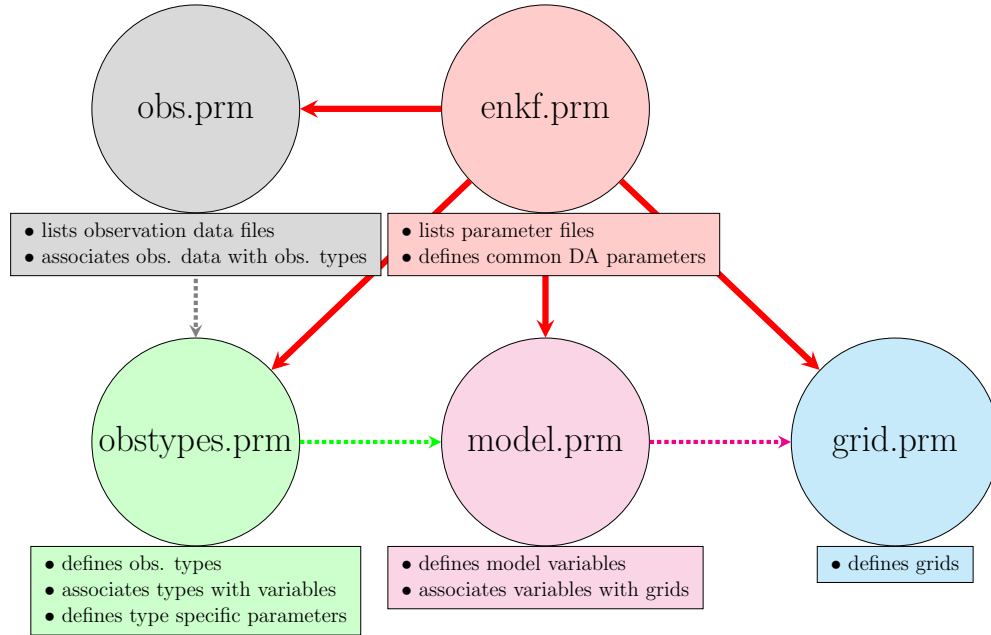 obs.prm
enkf.prm
• lists observation data files
• associates obs. data with obs. types
• lists parameter files
• defines common DA parameters
obstypes.prm
model.prm
grid.prm
• defines obs. types
• associates types with variables
• defines type specific parameters
• defines model variables
• associates variables with grids
• defines grids